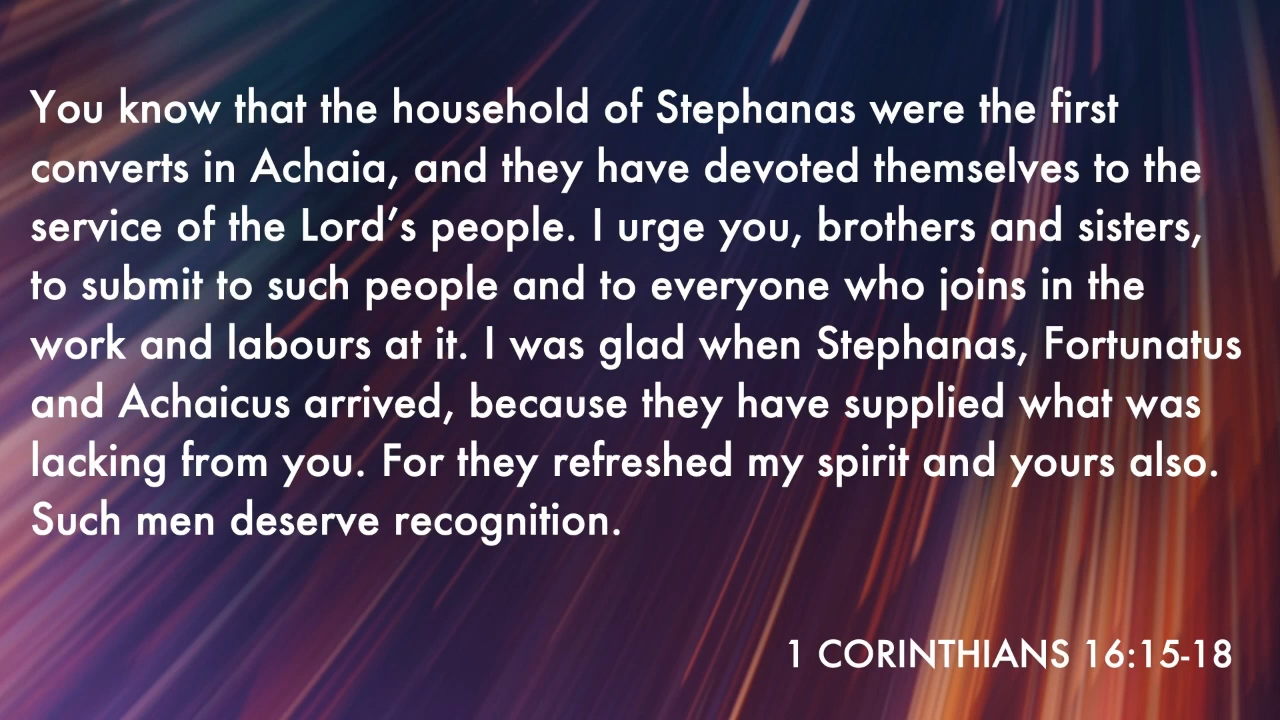 You know that the household of Stephanas were the first
converts in Achaia, and they have devoted themselves to the
service of the Lord’s people. I urge you, brothers and sisters,
to submit to such people and to everyone who joins in the
work and labours at it. I was glad when Stephanas, Fortunatus
and Achaicus arrived, because they have supplied what was
lacking from you. For they refreshed my spirit and yours also.
Such men deserve recognition.
1 CORINTHIANS 16:15-18